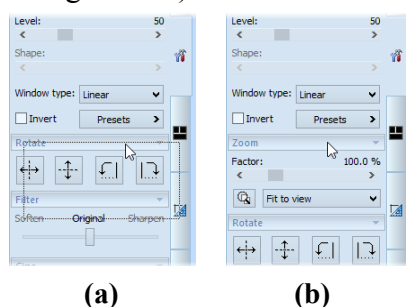 Level: 50
Shape:
Window type: Linear
Invert Presets
Rotate
Filter
Soften Original Sharpen
(a)
Level: 50
Shape:
Window type: Linear
Invert Presets
Zoom
Factor: 100.0 %
Fit to view
Rotate
(b)